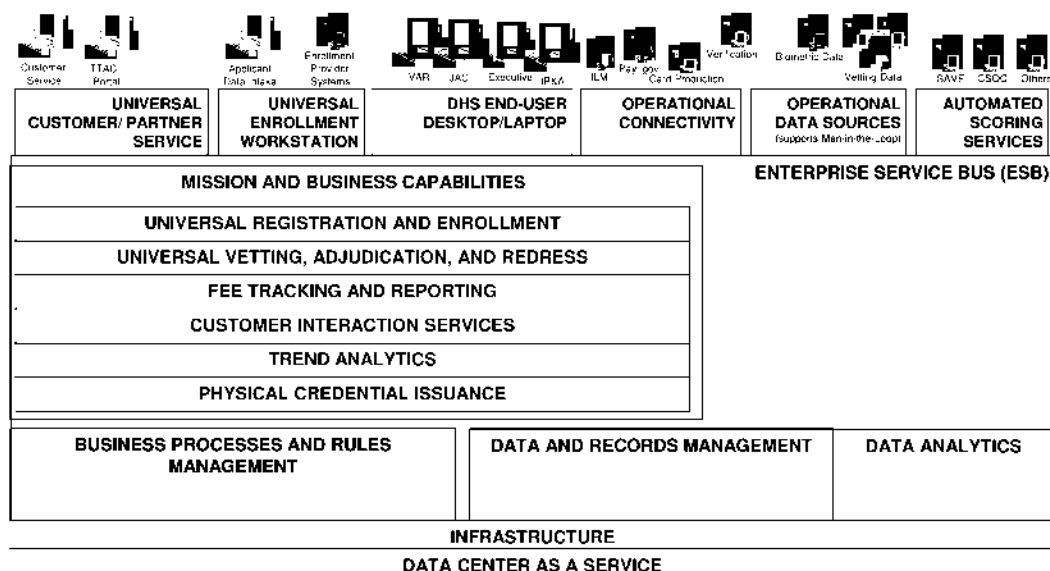 Customer
Service
TTAC
Portal
Applicant
Data Intake
Enrollment
Provider
Systems
VAR
JAS
Executive
ILM
Pay.gov
Card Production
Verification
Biometric Data
Vetting Data
SAVE
CSOC
Others
UNIVERSAL
CUSTOMER/ PARTNER
SERVICE
UNIVERSAL
ENROLLMENT
WORKSTATION
DHS END-USER
DESKTOP/LAPTOP
OPERATIONAL
CONNECTIVITY
OPERATIONAL
DATA SOURCES
(supports Man-in-the-Loop)
AUTOMATED
SCORING
SERVICES
ENTERPRISE SERVICE BUS (ESB)
MISSION AND BUSINESS CAPABILITIES
UNIVERSAL REGISTRATION AND ENROLLMENT
UNIVERSAL VETTING, ADJUDICATION, AND REDRESS
FEE TRACKING AND REPORTING
CUSTOMER INTERACTION SERVICES
TREND ANALYTICS
PHYSICAL CREDENTIAL ISSUANCE
BUSINESS PROCESSES AND RULES
MANAGEMENT
DATA AND RECORDS MANAGEMENT
DATA ANALYTICS
INFRASTRUCTURE
DATA CENTER AS A SERVICE